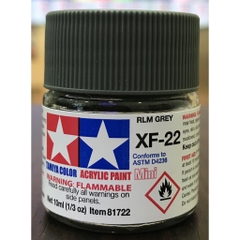 RLM GREY
XF-22
Conforms to
ASTM D4236
TAMIYA COLOR ACRYLIC PAINT
Mini
WARNING: FLAMMABLE
Read carefully all warnings on
side panels.
Net 10ml (1/3 oz) Item 81722